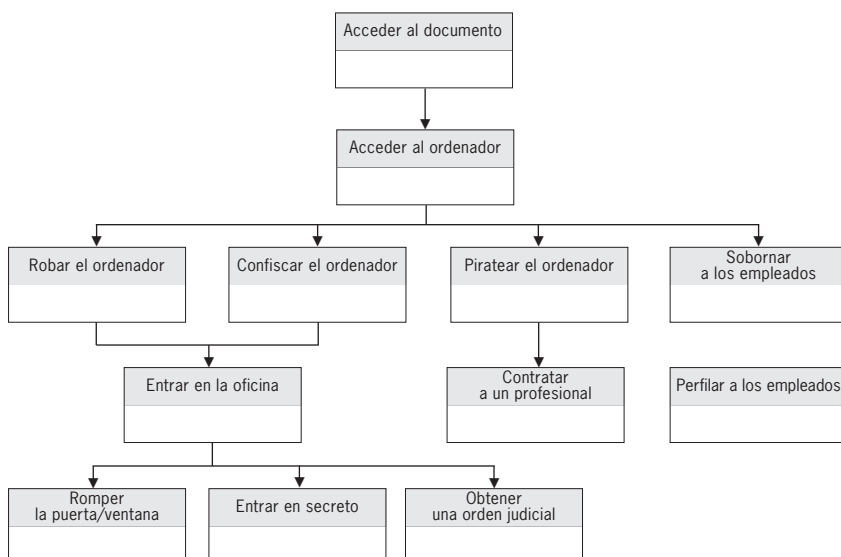 Acceder al documento
Acceder al ordenador
Robar el ordenador
Confiscar el ordenador
Piratear el ordenador
Sobornar
a los empleados
Entrar en la oficina
Contratar
a un profesional
Perfilar a los empleados
Romper
la puerta/ventana
Entrar en secreto
Obtener
una orden judicial